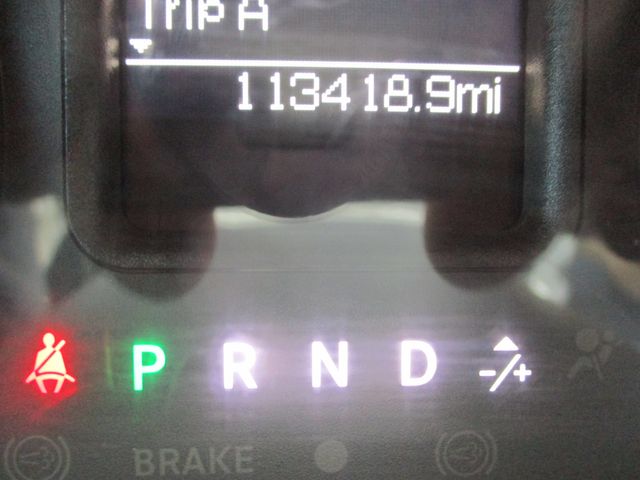 Trip A
113418.9mi
P R N D -/+
BRAKE